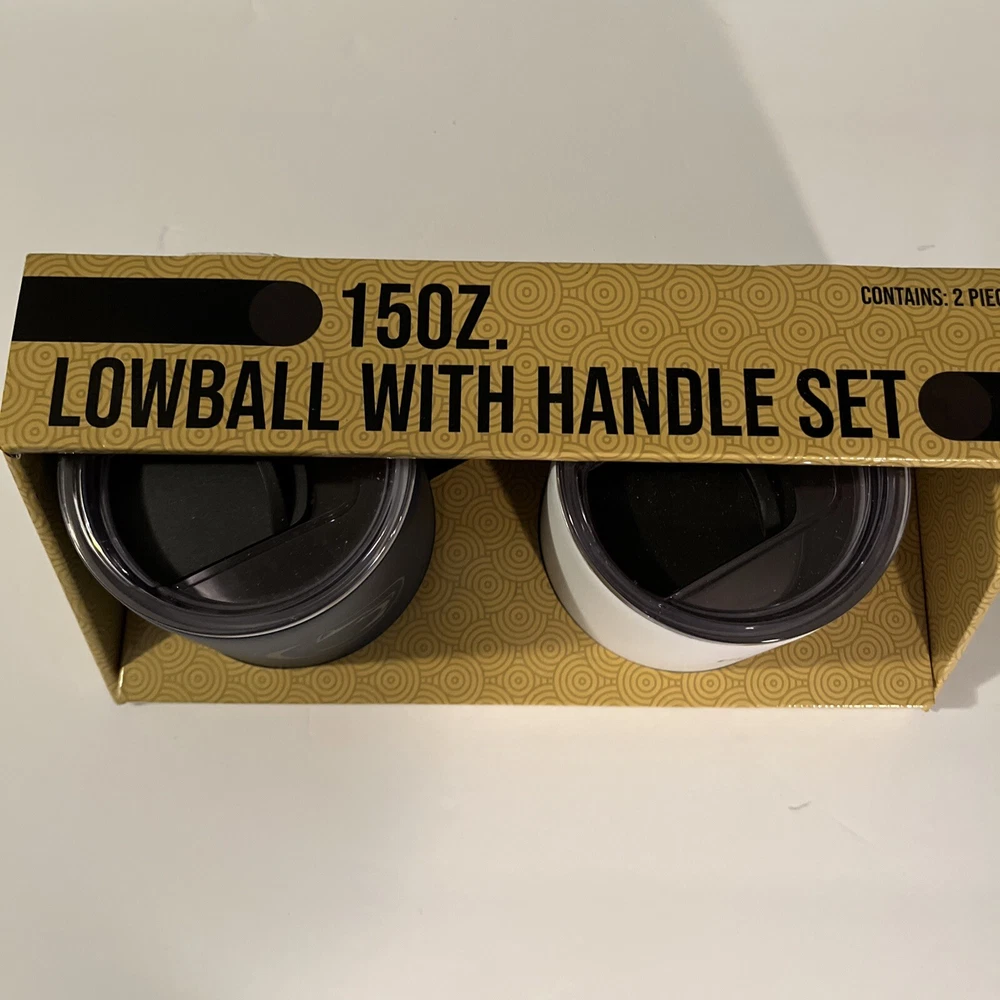 15OZ.
CONTAINS: 2
LOWBALL WITH HANDLE SET